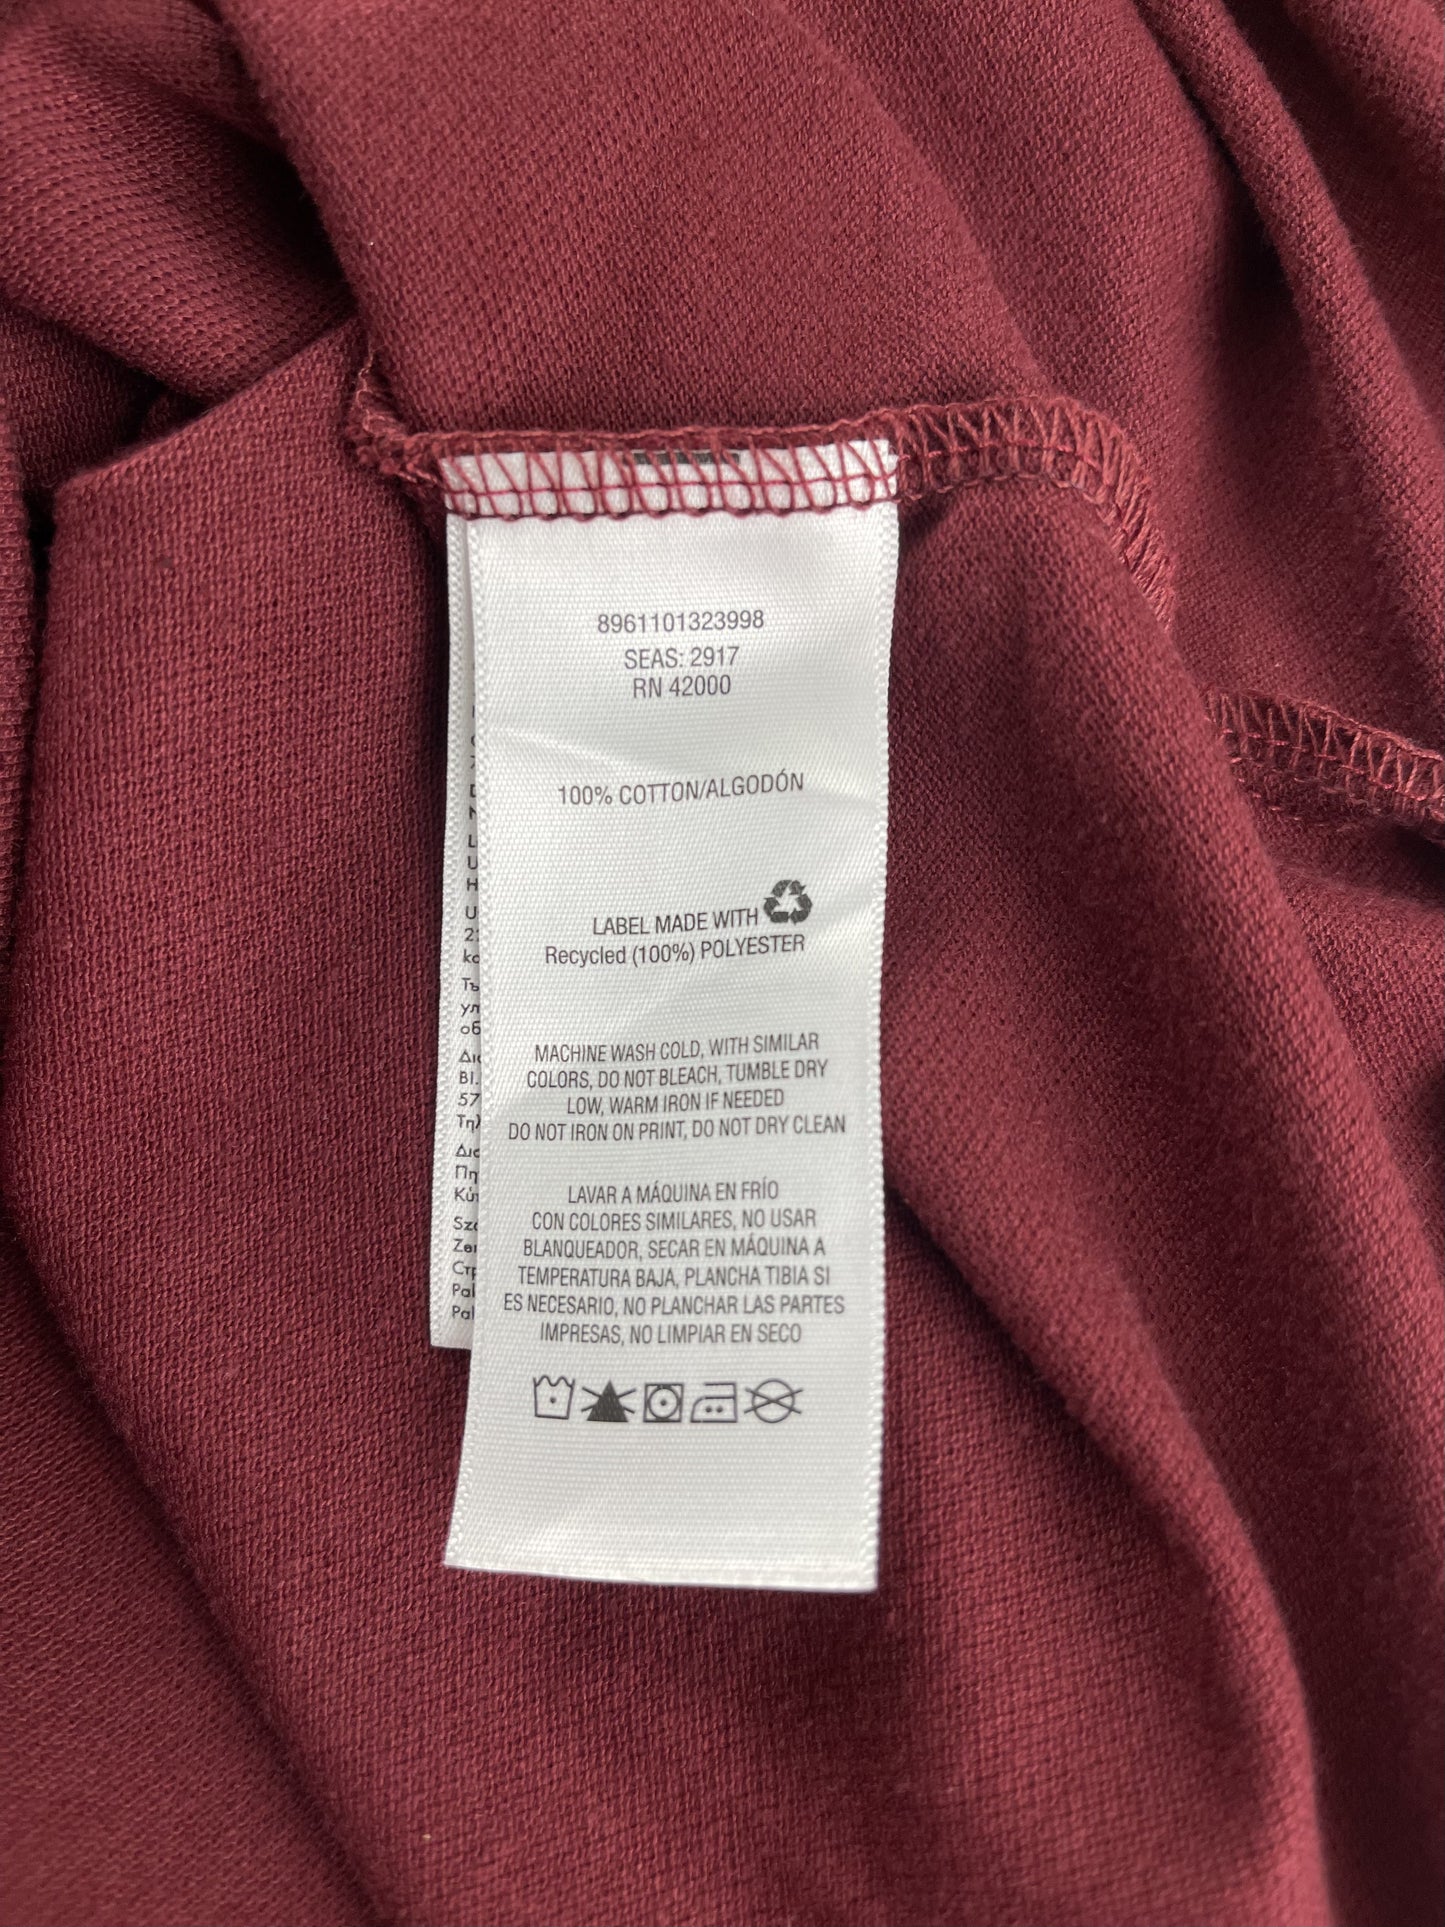 8961101323998
SEAS: 2917
RN 42000
100% COTTON/ALGODÓN
LABEL MADE WITH
Recycled (100%) POLYESTER
MACHINE WASH COLD, WITH SIMILAR
COLORS, DO NOT BLEACH, TUMBLE DRY
LOW, WARM IRON IF NEEDED
DO NOT IRON ON PRINT, DO NOT DRY CLEAN
LAVAR A MÁQUINA EN FRÍO
CON COLORES SIMILARES, NO USAR
BLANQUEADOR, SECAR EN MÁQUINA A
TEMPERATURA BAJA, PLANCHA TIBIA SI
ES NECESARIO, NO PLANCHAR LAS PARTES
IMPRESAS, NO LIMPIAR EN SECO